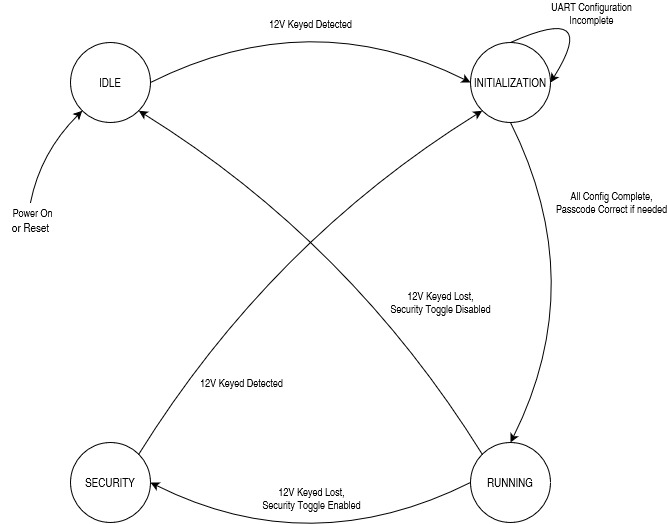 UART Configuration
Incomplete
12V Keyed Detected
IDLE
INITIALIZATION
Power On
or Reset
All Config Complete,
Passcode Correct if needed
12V Keyed Lost,
Security Toggle Disabled
12V Keyed Detected
SECURITY
RUNNING
12V Keyed Lost,
Security Toggle Enabled